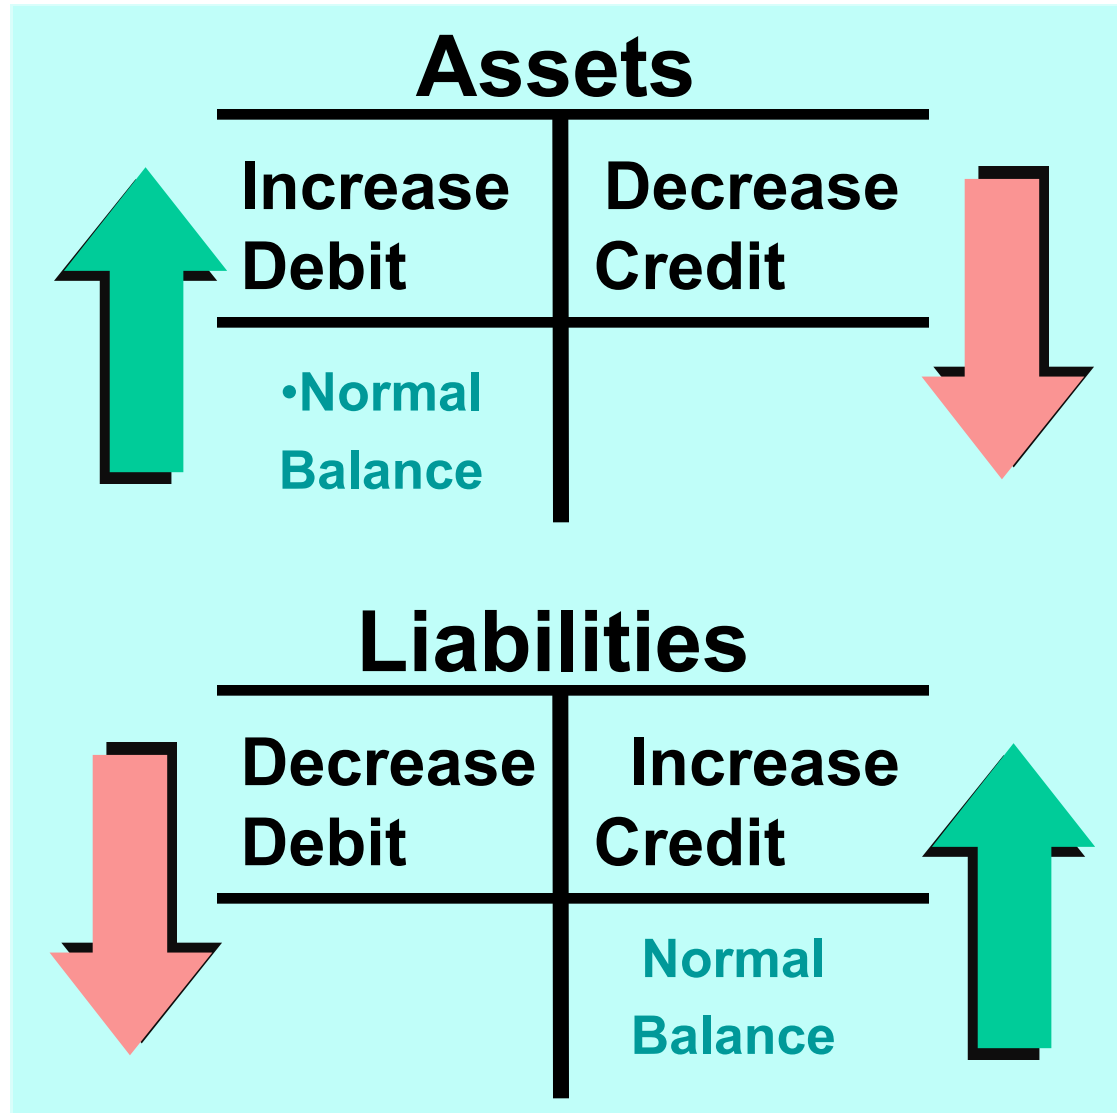 Assets
Increase Decrease
Debit Credit
•Normal
Balance
Liabilities
Decrease Increase
Debit Credit
Normal
Balance